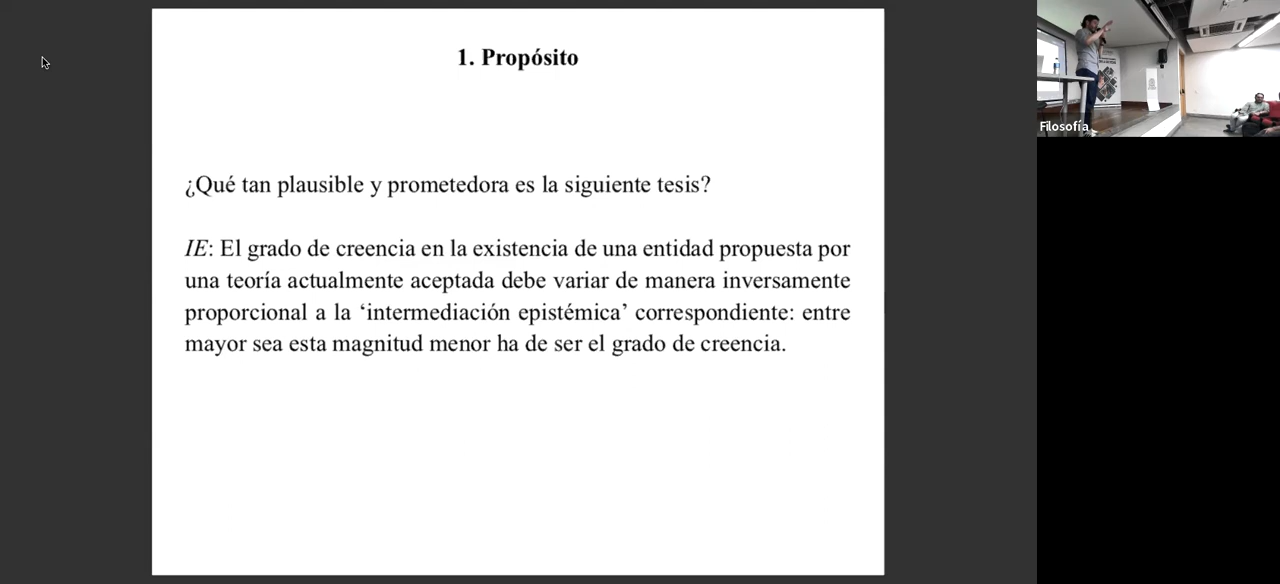 1. Propósito
¿Qué tan plausible y prometedora es la siguiente tesis?
IE: El grado de creencia en la existencia de una entidad propuesta por
una teoría actualmente aceptada debe variar de manera inversamente
proporcional a la ‘intermediación epistémica’ correspondiente: entre
mayor sea esta magnitud menor ha de ser el grado de creencia.
Filosofía